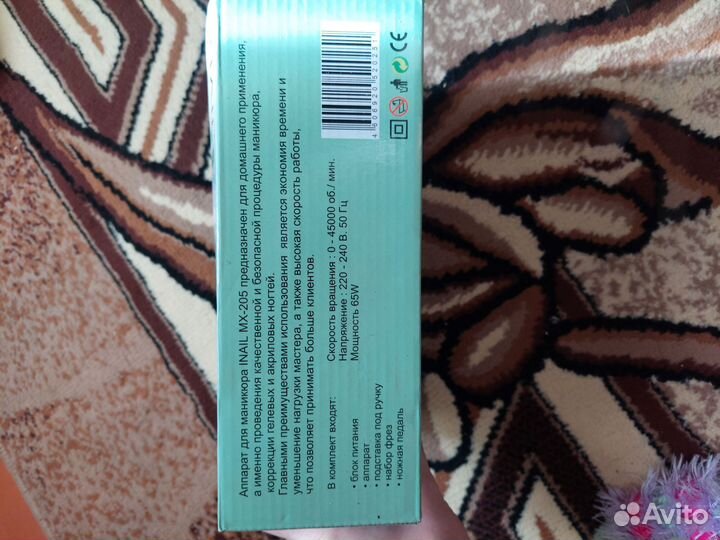 Аппарат для маникюра INAIL MX-205 предназначен для домашнего применения,
а именно проведения качественной и безопасной процедуры маникюра,
коррекции гелевых и акриловых ногтей.
Главными преимуществами использования является экономия времени и
уменьшение нагрузки мастера, а также высокая скорость работы,
что позволяет принимать больше клиентов.
В комплект входят:
• блок питания
• аппарат
• подставка под ручку
• набор фрез
• ножная педаль
Скорость вращения : 0 - 45000 об./ мин.
Напряжение : 220 - 240 В. 50 Гц
Мощность 65W
CE
Avito